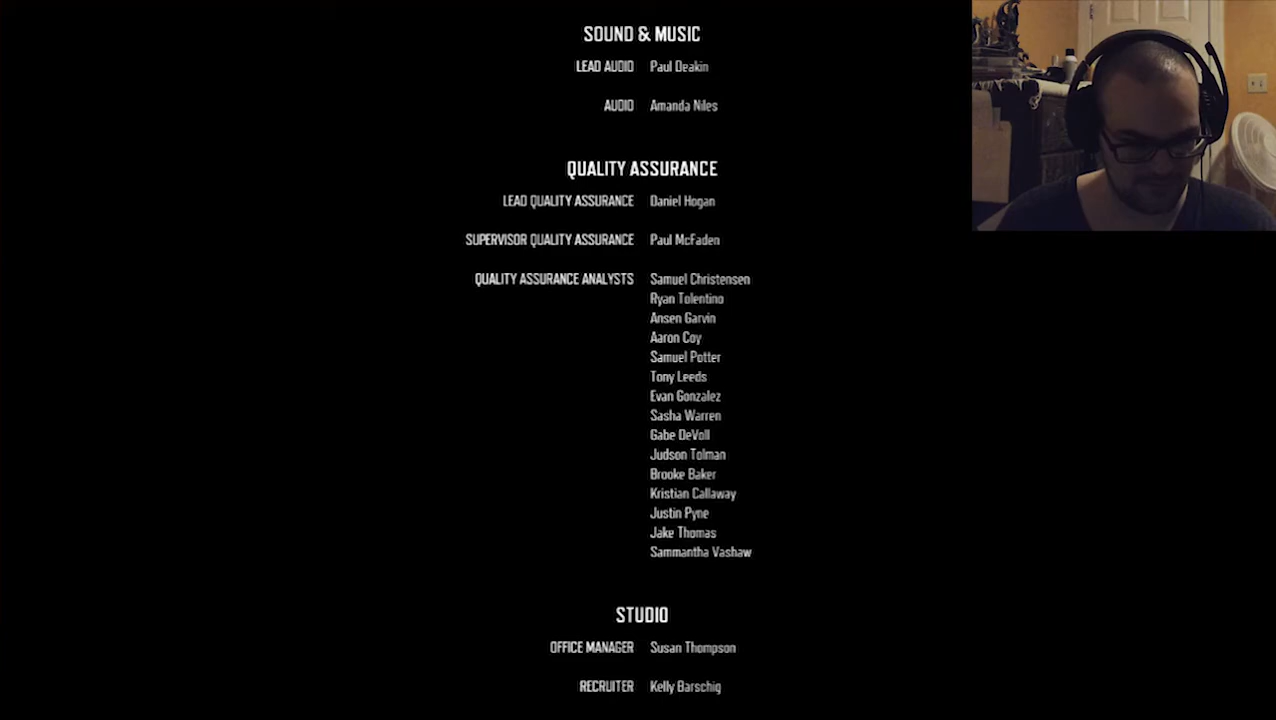 SOUND & MUSIC
LEAD AUDIO Paul Deakin
AUDIO Amanda Niles
QUALITY ASSURANCE
LEAD QUALITY ASSURANCE Daniel Hogan
SUPERVISOR QUALITY ASSURANCE Paul McFaden
QUALITY ASSURANCE ANALYSTS Samuel Christensen
Ryan Tolentino
Ansen Garvin
Aaron Coy
Samuel Potter
Tony Leeds
Evan Gonzalez
Sasha Warren
Gabe DeVoll
Judson Tolman
Brooke Baker
Kristian Callaway
Justin Pyne
Jake Thomas
Sammantha Vashaw
STUDIO
OFFICE MANAGER Susan Thompson
RECRUITER Kelly Barschig